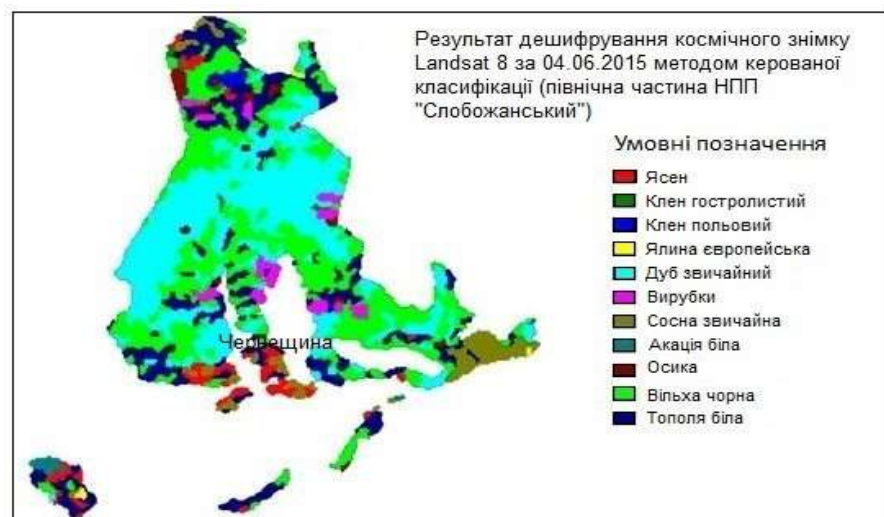 Результат дешифрування космічного знімку
Landsat 8 за 04.06.2015 методом керованої
класифікації (північна частина НПП
"Слобожанський")
Умовні позначення
Ясен
Клен гостролистий
Клен польовий
Ялина європейська
Дуб звичайний
Вирубки
Сосна звичайна
Акація біла
Осика
Вільха чорна
Тополя біла
Чернещина